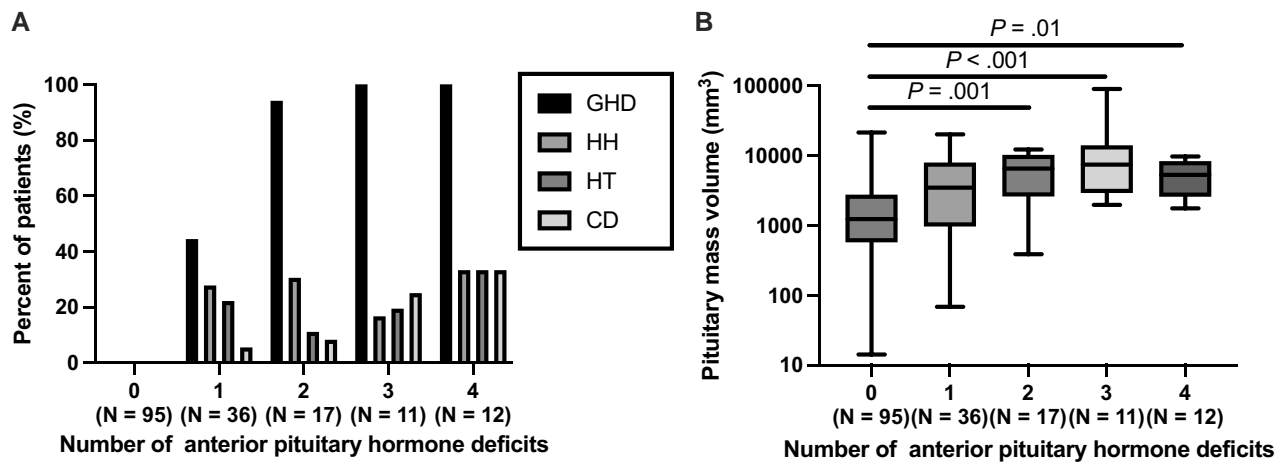 A
Percent of patients (%)
100
80
60
40
20
0
GHD
HH
HT
CD
0 1 2 3 4
(N = 95) (N = 36) (N = 17) (N = 11) (N = 12)
Number of anterior pituitary hormone deficits
B
P = .01
P < .001
P = .001
Pituitary mass volume (mm³)
100000
10000
1000
100
10
0 1 2 3 4
(N = 95)(N = 36)(N = 17)(N = 11)(N = 12)
Number of anterior pituitary hormone deficits